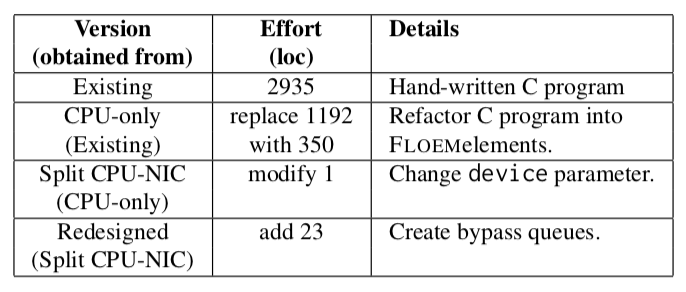 Version Effort Details
(obtained from) (loc)
Existing 2935 Hand-written C program
CPU-only replace 1192 Refactor C program into
(Existing) with 350 FLOEMelements.
Split CPU-NIC modify 1 Change device parameter.
(CPU-only)
Redesigned add 23 Create bypass queues.
(Split CPU-NIC)